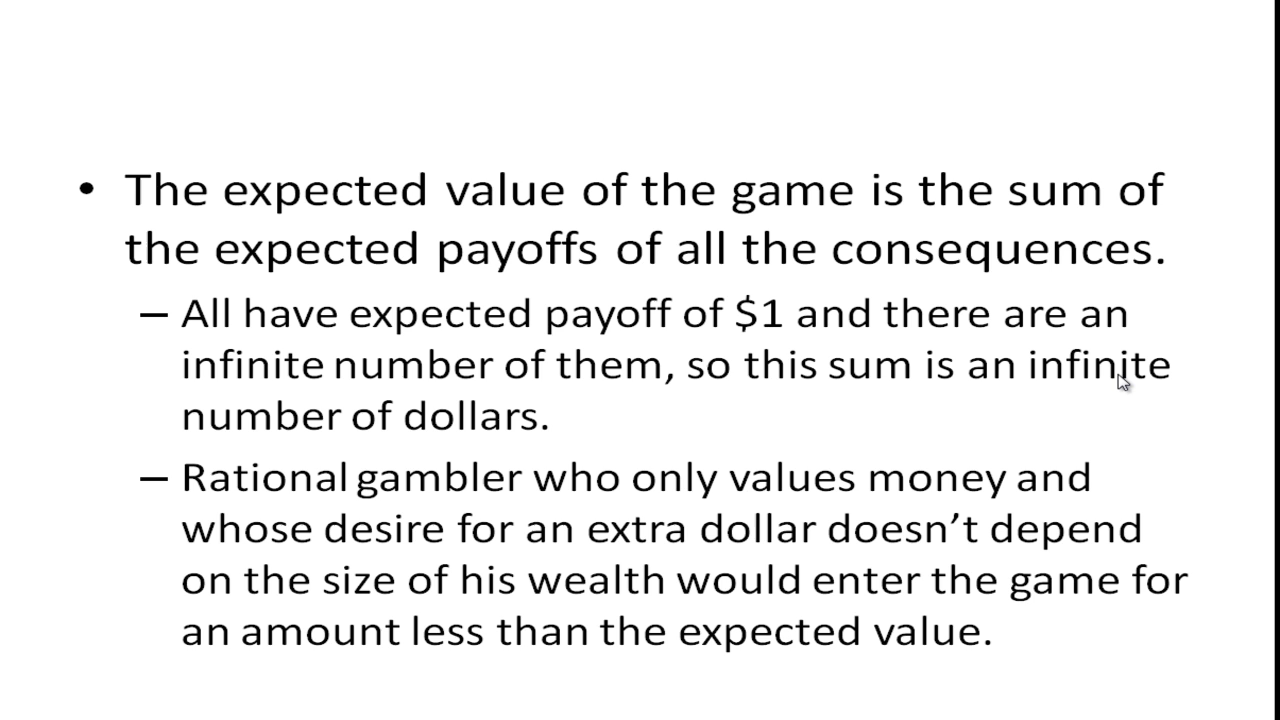 • The expected value of the game is the sum of
the expected payoffs of all the consequences.
– All have expected payoff of $1 and there are an
infinite number of them, so this sum is an infinite
number of dollars.
– Rational gambler who only values money and
whose desire for an extra dollar doesn’t depend
on the size of his wealth would enter the game for
an amount less than the expected value.